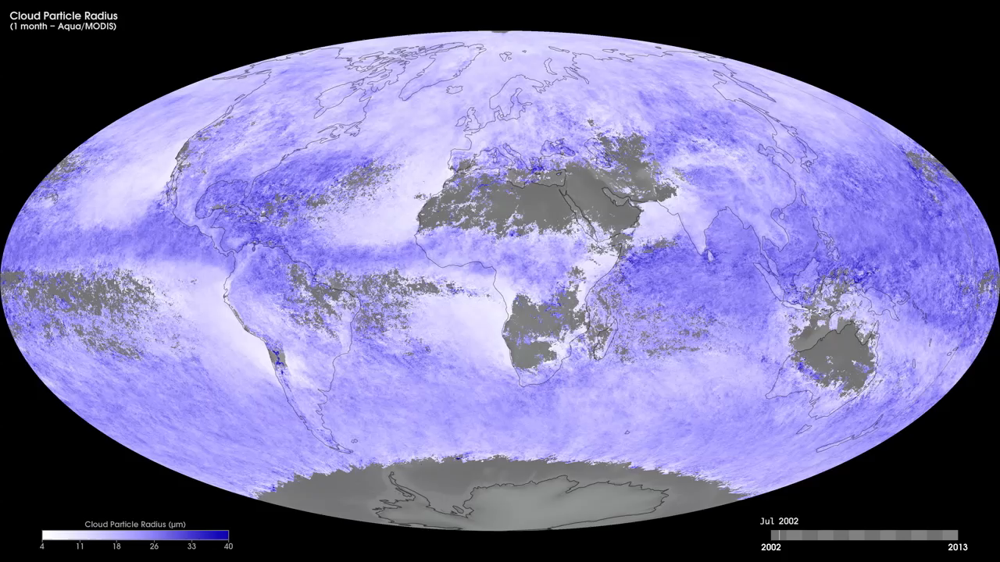 Cloud Particle Radius
(1 month – Aqua/MODIS)
Cloud Particle Radius (μm)
4 11 18 26 33 40
Jul 2002
2002 2013